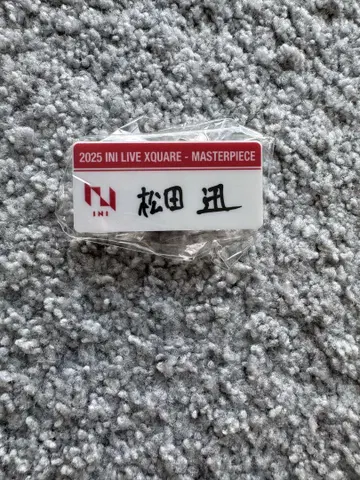 2025 INI LIVE XQUARE - MASTERPIECE
INI
松田 迅